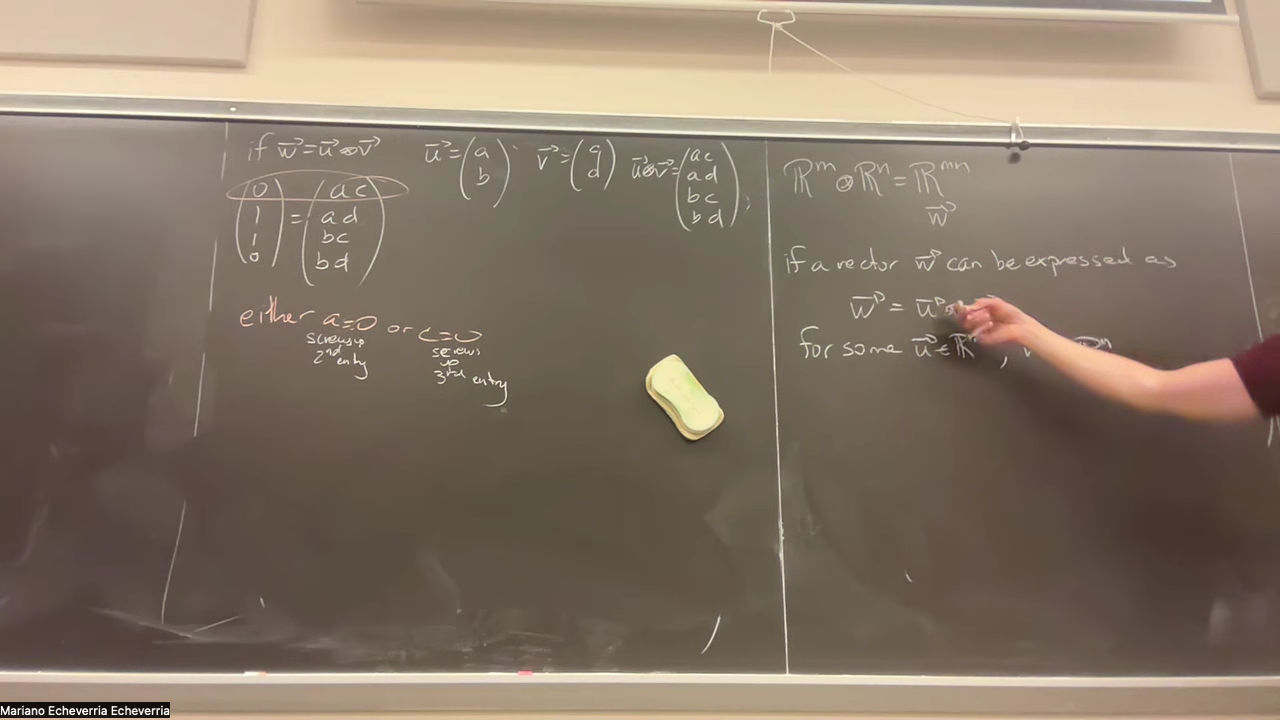 if w⃗ = u⃗ ⊗ v⃗
u⃗ = (a b)
v⃗ = (c d)
u⃗ ⊗ v⃗ = (ac ad bc bd),
(0 1 1 0) = (ac ad bc bd)
either a=0 or c=0
screws up 2nd entry
screws up 3rd entry
ℝᵐ ⊗ ℝⁿ = ℝᵐⁿ
w⃗
if a vector w⃗ can be expressed as
w⃗ = u⃗ ⊗
for some u⃗ ∈ ℝ ,
Mariano Echeverria Echeverria